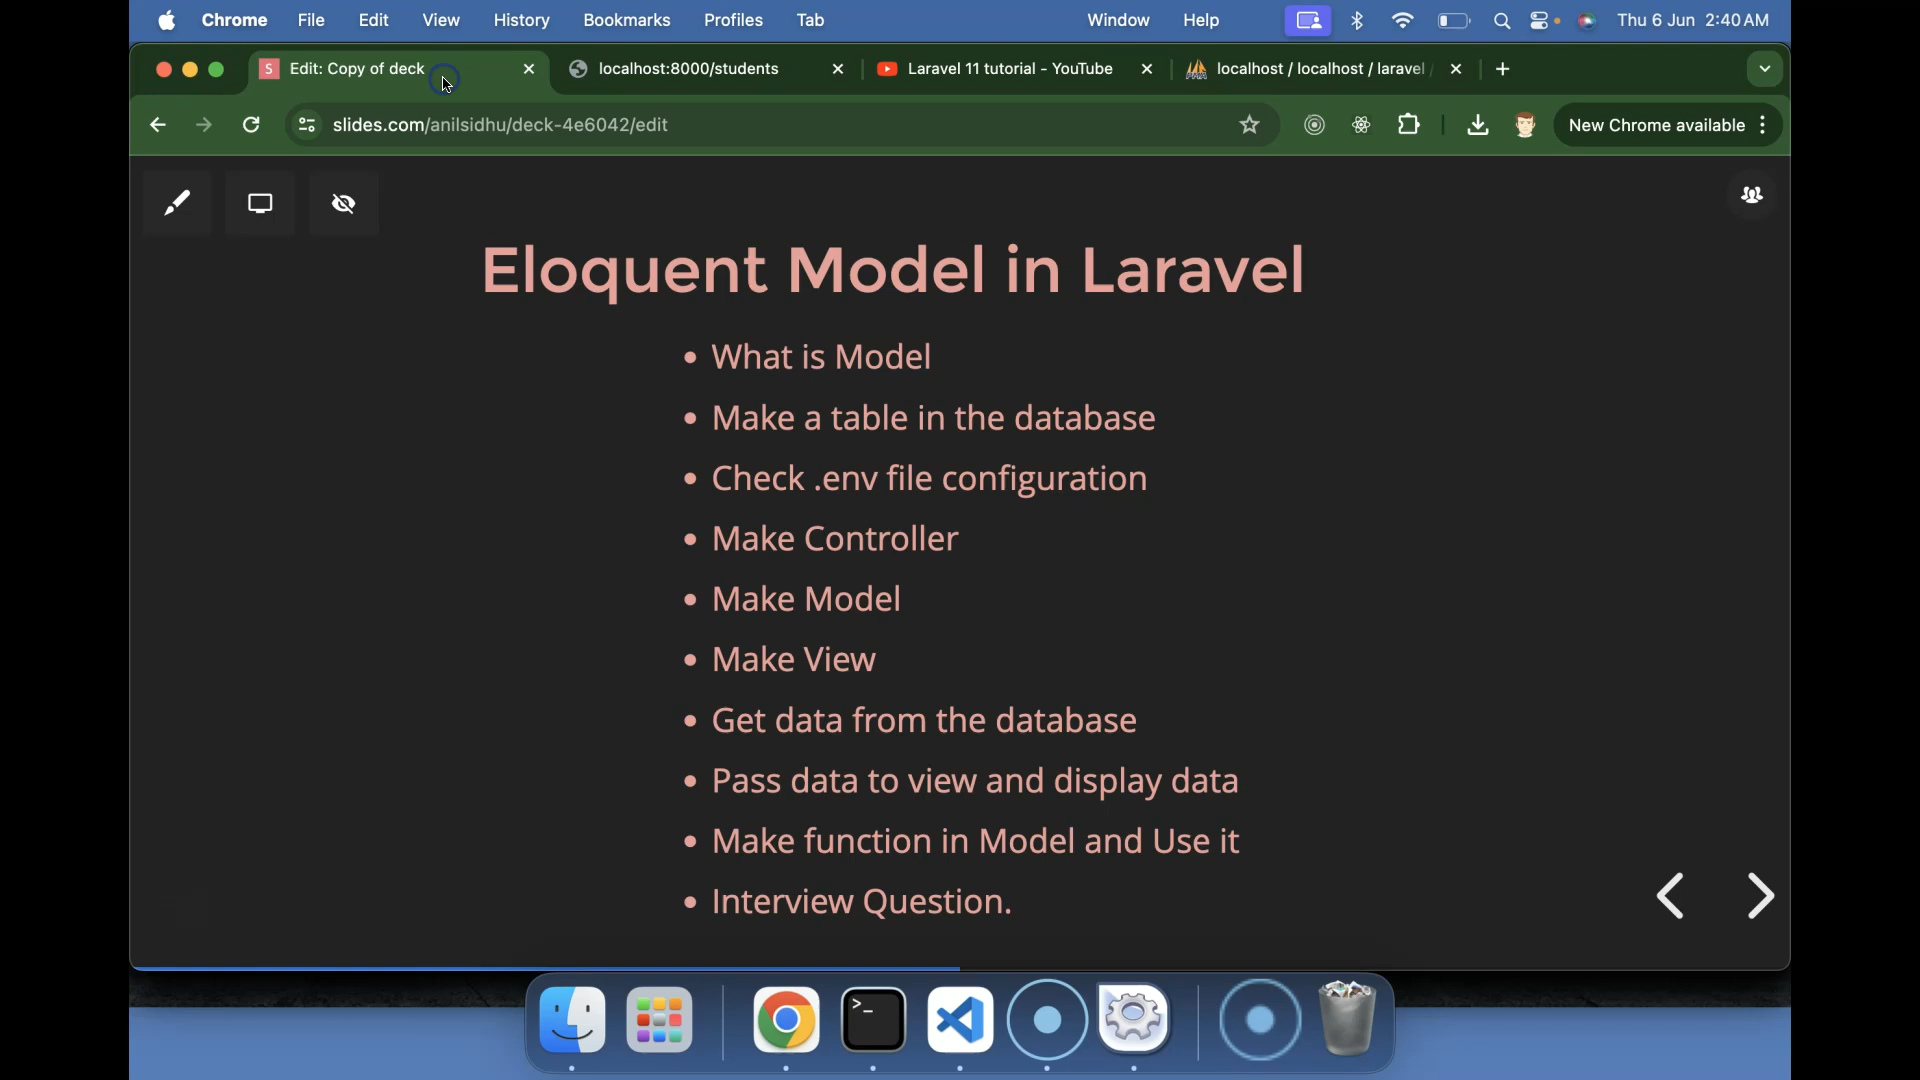 Chrome File Edit View History Bookmarks Profiles Tab Window Help Thu 6 Jun 2:40 AM
S Edit: Copy of deck localhost:8000/students Laravel 11 tutorial - YouTube localhost / localhost / laravel
slides.com/anilsidhu/deck-4e6042/edit New Chrome available
Eloquent Model in Laravel
• What is Model
• Make a table in the database
• Check .env file configuration
• Make Controller
• Make Model
• Make View
• Get data from the database
• Pass data to view and display data
• Make function in Model and Use it
• Interview Question.